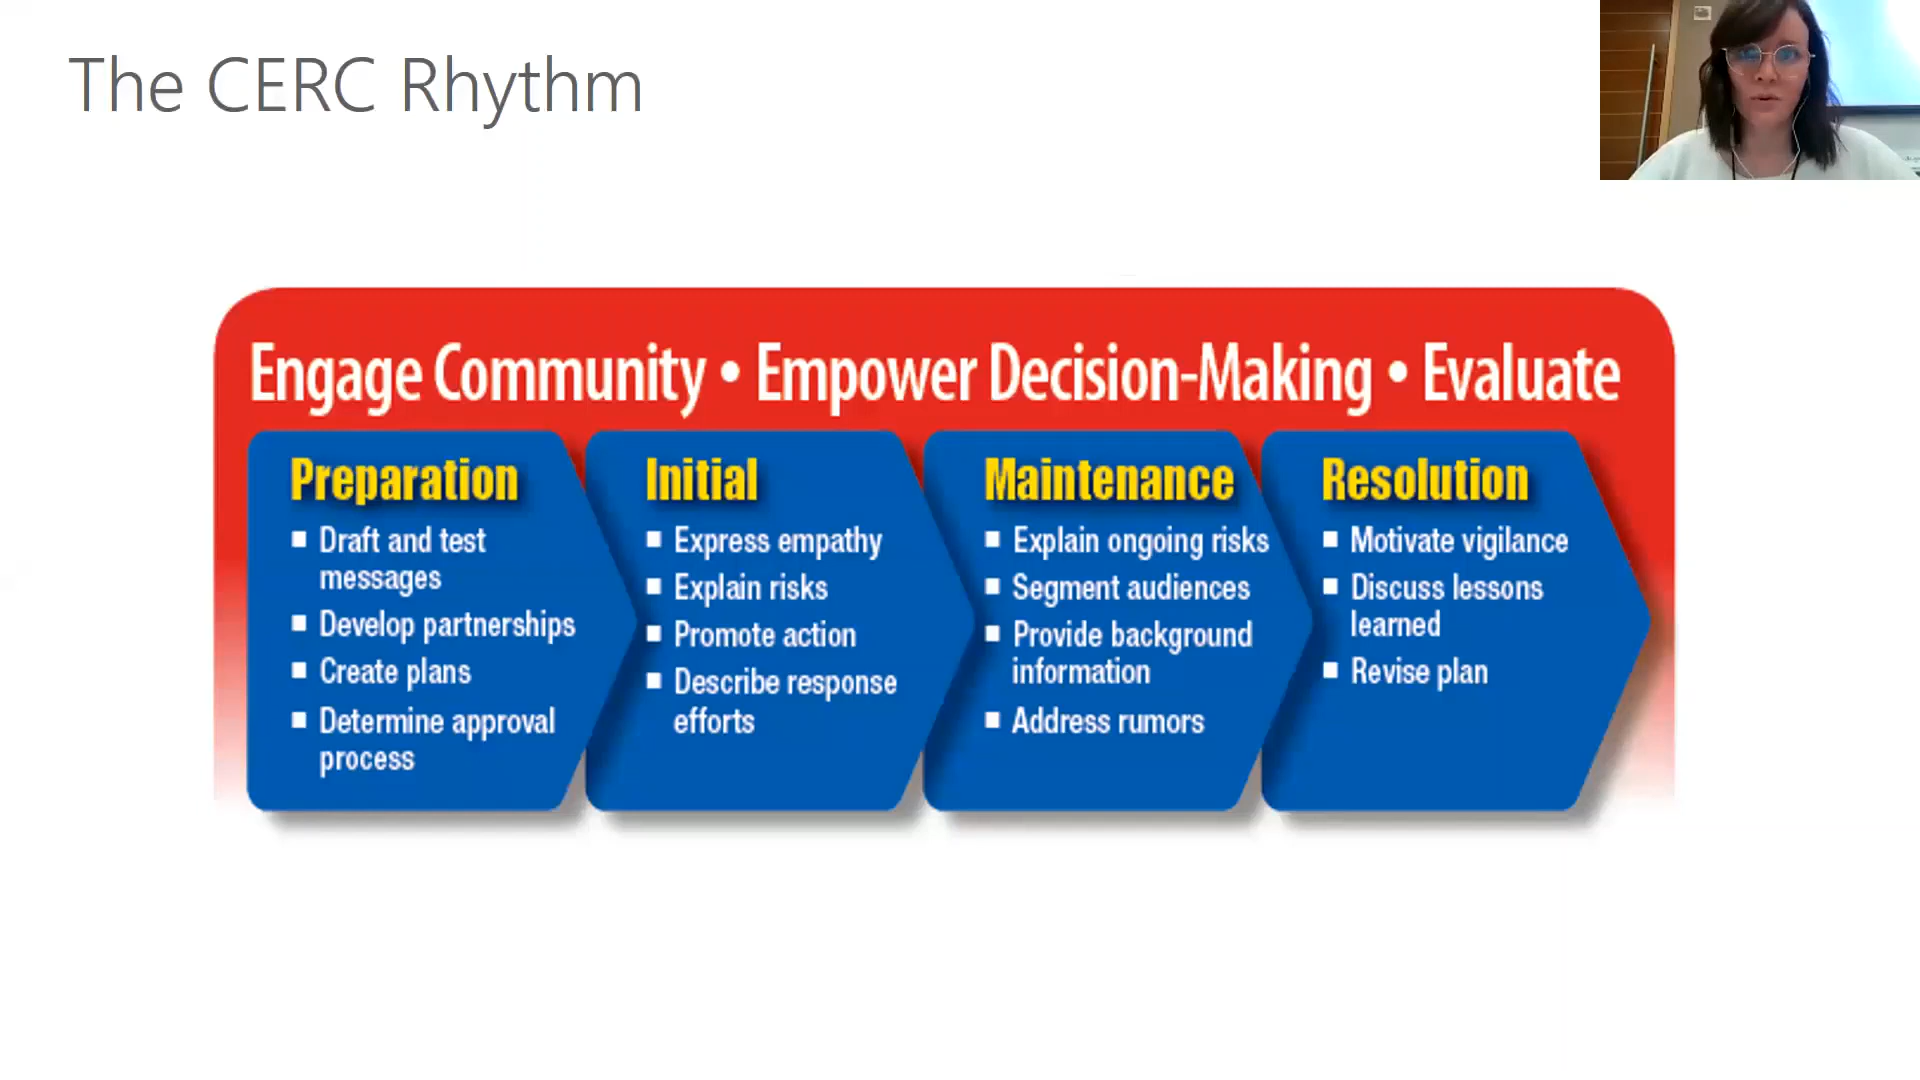 The CERC Rhythm
Engage Community • Empower Decision-Making • Evaluate
Preparation
▪ Draft and test
messages
▪ Develop partnerships
▪ Create plans
▪ Determine approval
process
Initial
▪ Express empathy
▪ Explain risks
▪ Promote action
▪ Describe response
efforts
Maintenance
▪ Explain ongoing risks
▪ Segment audiences
▪ Provide background
information
▪ Address rumors
Resolution
▪ Motivate vigilance
▪ Discuss lessons
learned
▪ Revise plan